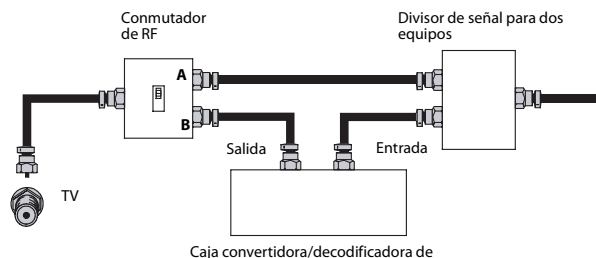 Conmutador
de RF
Divisor de señal para dos
equipos
A
B
Salida
Entrada
TV
Caja convertidora/decodificadora de